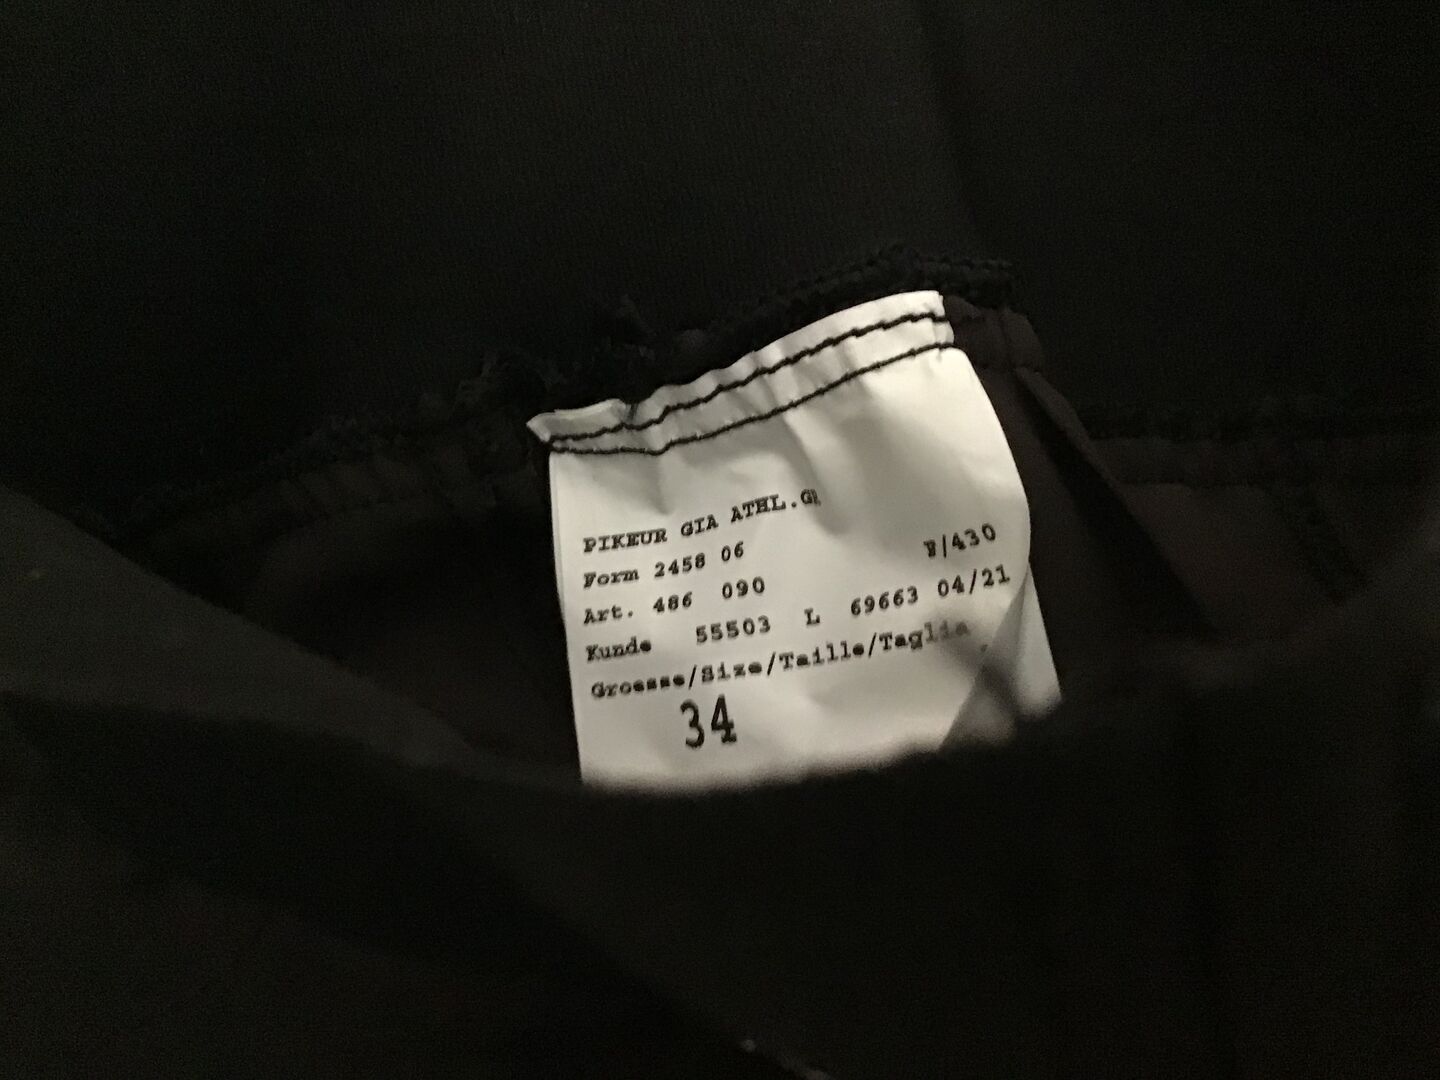 PIKEUR GIA ATHL.G
Form 2458 06
Art. 486 090 F/430
Kunde 55503 L 69663 04/21
Groesse/Size/Taille/Taglia
34